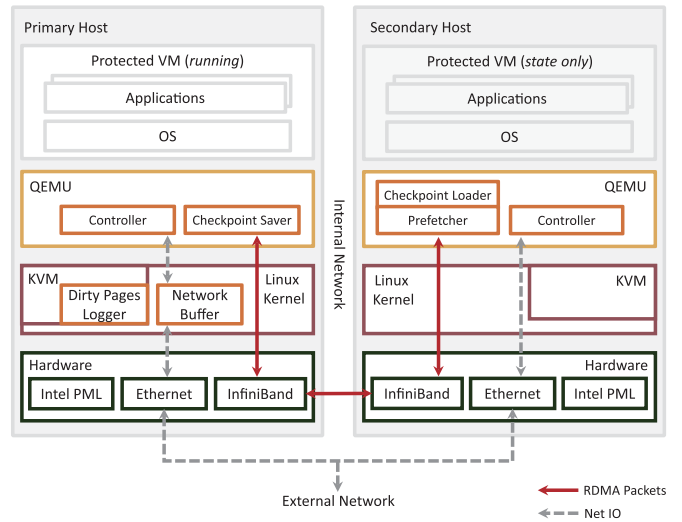 Primary Host
Protected VM (running)
Applications
OS
QEMU
Controller
Checkpoint Saver
KVM
Dirty Pages
Logger
Network
Buffer
Linux
Kernel
Hardware
Intel PML
Ethernet
InfiniBand
Internal Network
Secondary Host
Protected VM (state only)
Applications
OS
Checkpoint Loader
QEMU
Prefetcher
Controller
Linux
Kernel
KVM
Hardware
InfiniBand
Ethernet
Intel PML
External Network
RDMA Packets
Net IO